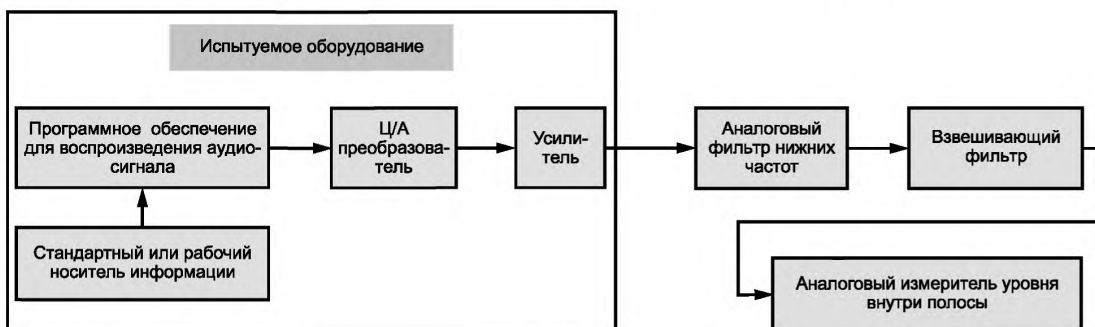 Испытуемое оборудование
Программное обеспечение
для воспроизведения аудио-
сигнала
Ц/А
преобразова-
тель
Усили-
тель
Аналоговый
фильтр нижних
частот
Взвешивающий
фильтр
Стандартный или рабочий
носитель информации
Аналоговый измеритель уровня
внутри полосы